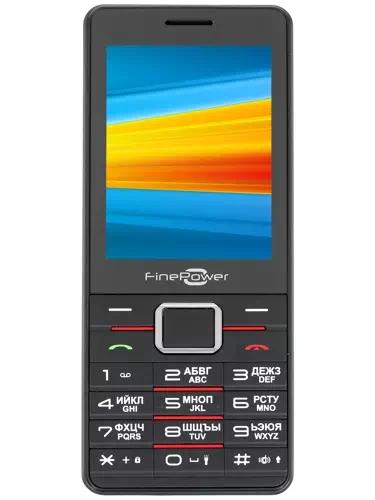 FinePower
1 2 АБВГ ABC 3 ДЕЖЗ DEF
4 ИЙКЛ GHI 5 МНОП JKL 6 РСТУ MNO
7 ФХЦЧ PQRS 8 ШЩЪЫ TUV 9 ЬЭЮЯ WXYZ
* + 0 #